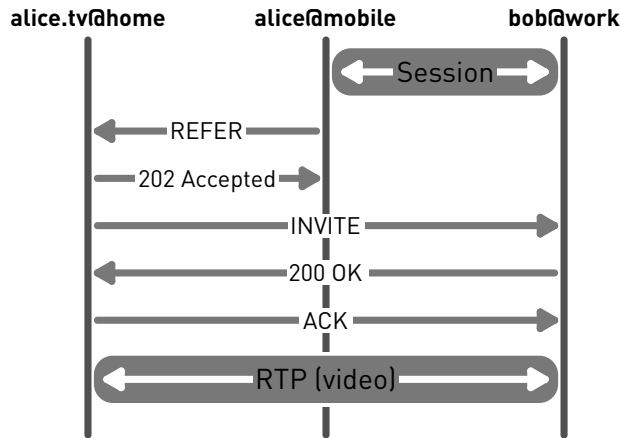 alice.tv@home alice@mobile bob@work
Session
REFER
202 Accepted
INVITE
200 OK
ACK
RTP (video)